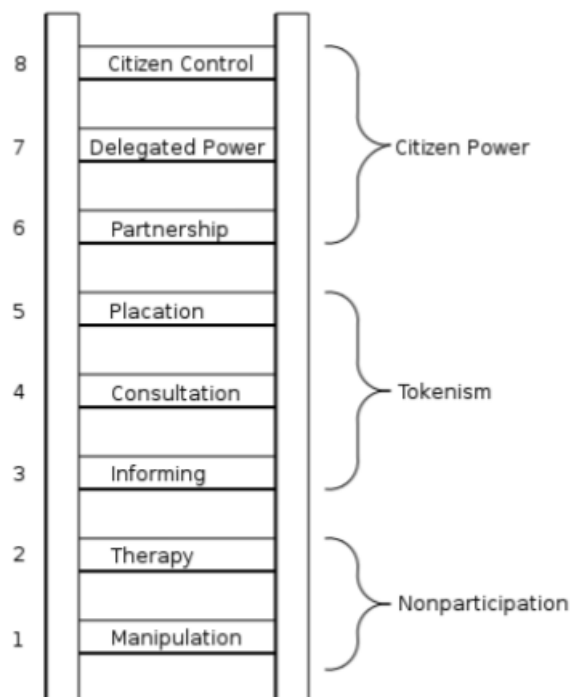 8 Citizen Control
7 Delegated Power Citizen Power
6 Partnership
5 Placation
4 Consultation Tokenism
3 Informing
2 Therapy
Nonparticipation
1 Manipulation